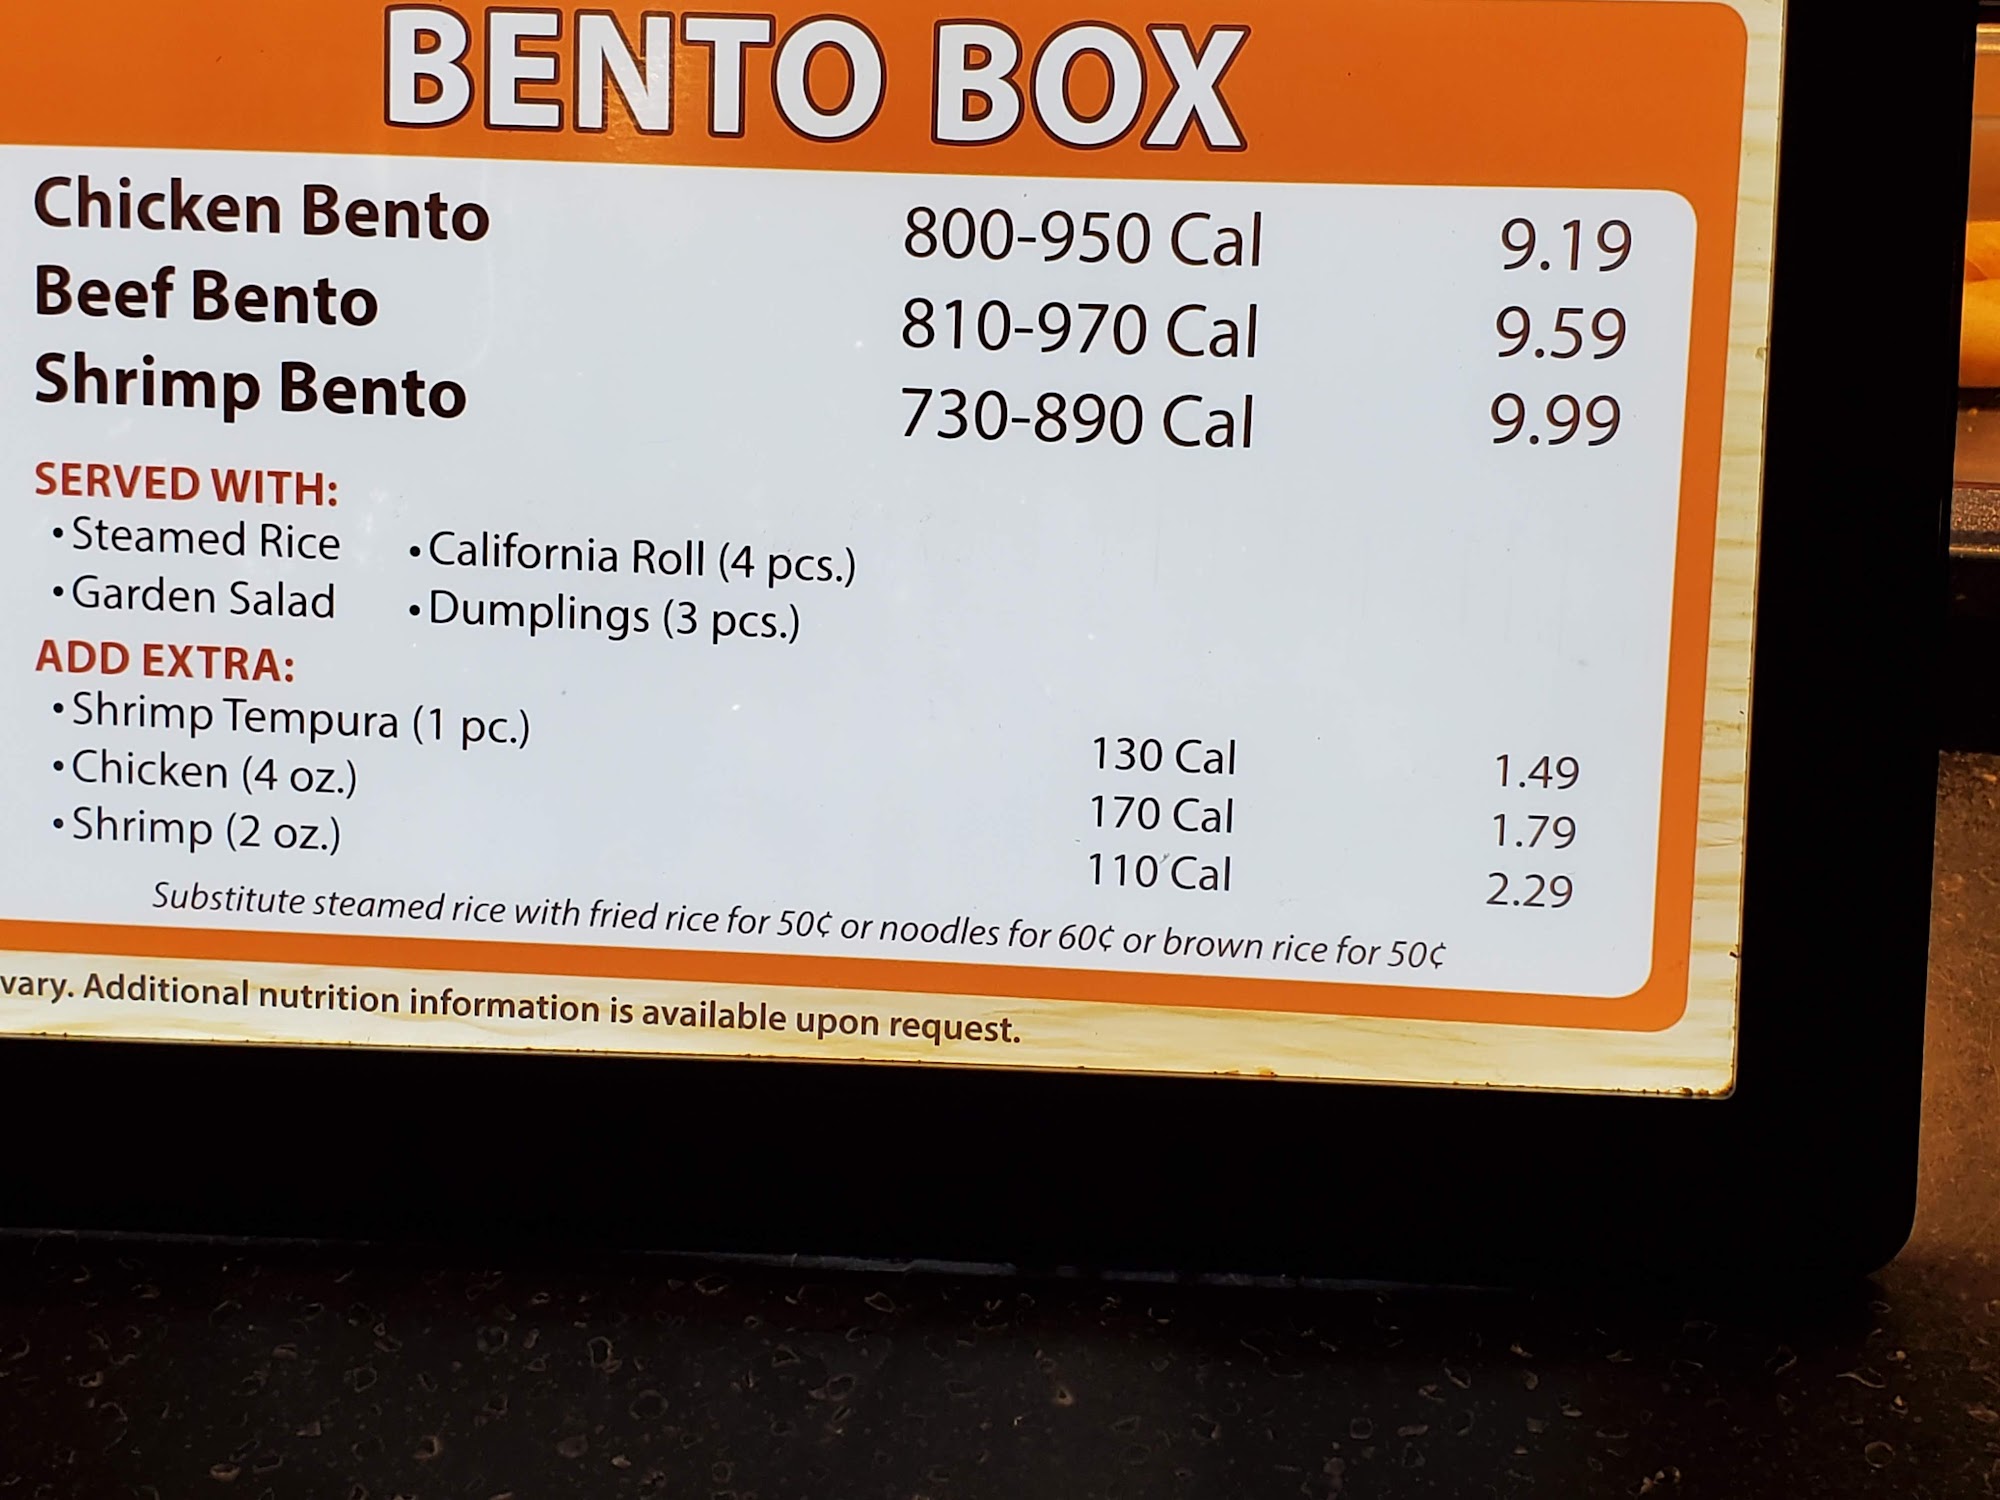 BENTO BOX
Chicken Bento 800-950 Cal 9.19
Beef Bento 810-970 Cal 9.59
Shrimp Bento 730-890 Cal 9.99
SERVED WITH:
•Steamed Rice •California Roll (4 pcs.)
•Garden Salad •Dumplings (3 pcs.)
ADD EXTRA:
•Shrimp Tempura (1 pc.) 130 Cal 1.49
•Chicken (4 oz.) 170 Cal 1.79
•Shrimp (2 oz.) 110 Cal 2.29
Substitute steamed rice with fried rice for 50¢ or noodles for 60¢ or brown rice for 50¢
vary. Additional nutrition information is available upon request.